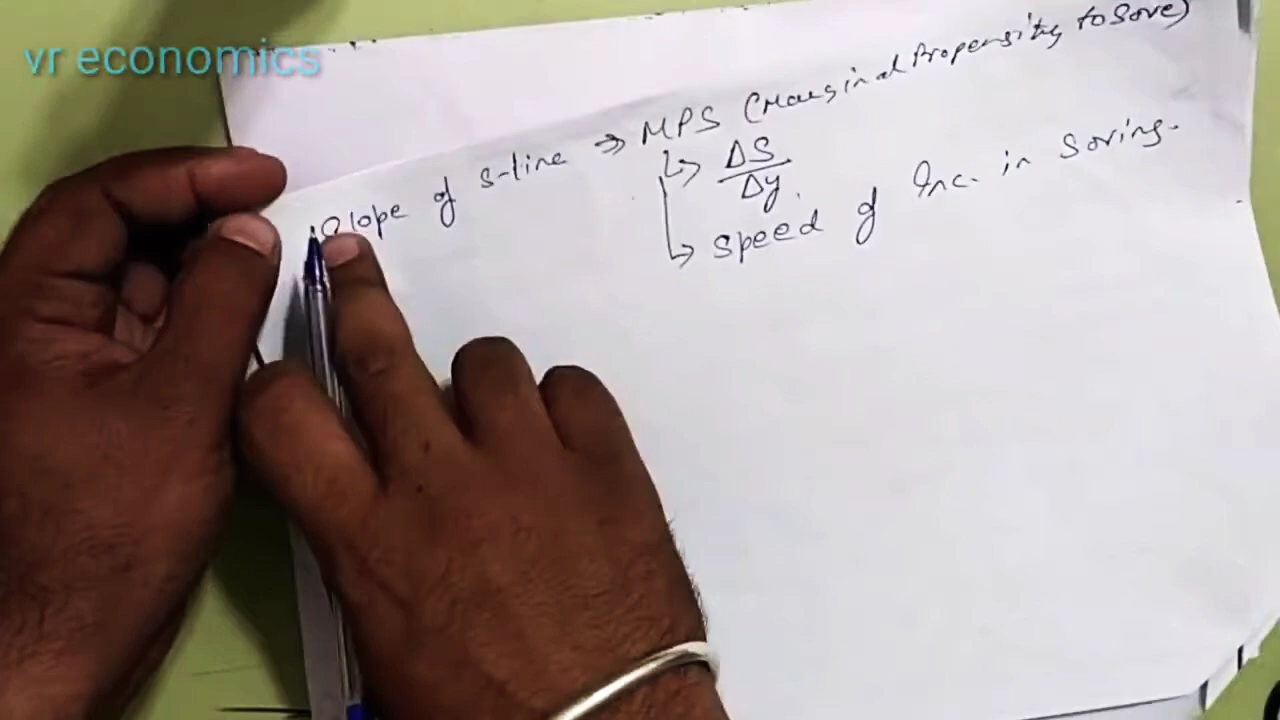 vr economics
Slope of S-line ⇒ MPS (Marginal Propensity to Save)
↳ ΔS/Δy.
↳ Speed of Inc. in Saving.